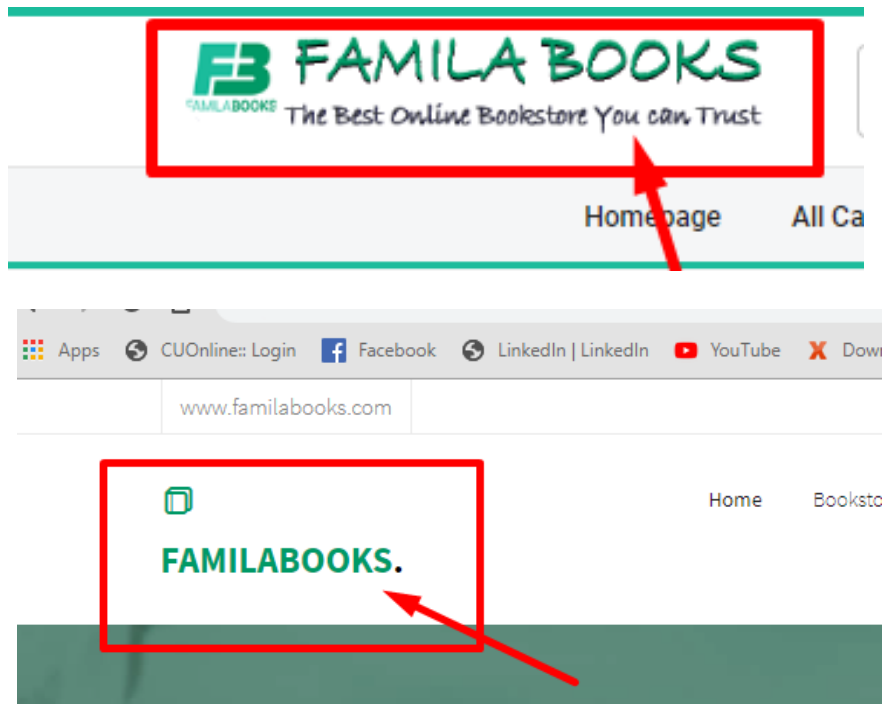 FB FAMILA BOOKS
FAMILABOOKS The Best Online Bookstore You can Trust
Homepage All Ca
Apps CUOnline:: Login Facebook LinkedIn | LinkedIn YouTube Down
www.familabooks.com
Home Booksto
FAMILABOOKS.